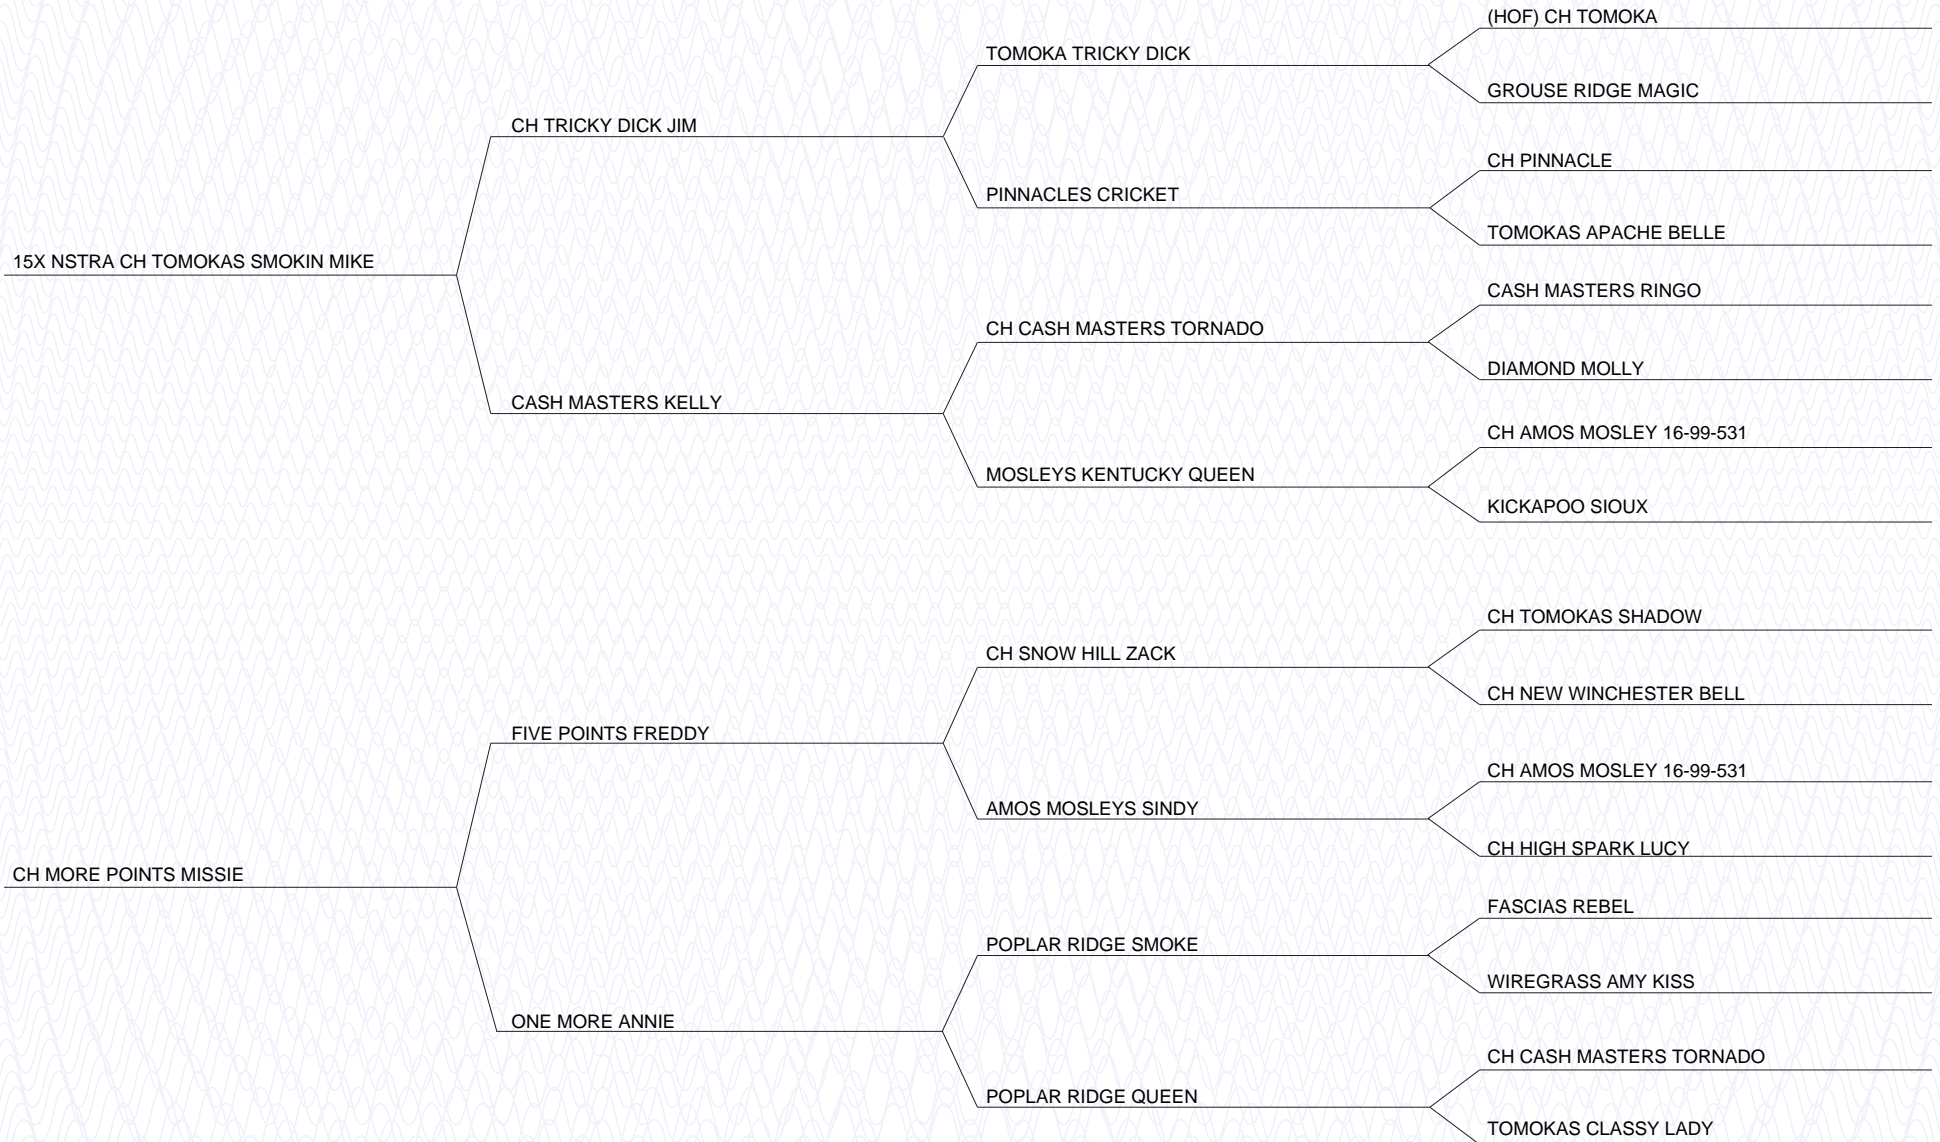 (HOF) CH TOMOKA
TOMOKA TRICKY DICK
GROUSE RIDGE MAGIC
CH TRICKY DICK JIM
CH PINNACLE
PINNACLES CRICKET
TOMOKAS APACHE BELLE
15X NSTRA CH TOMOKAS SMOKIN MIKE
CASH MASTERS RINGO
CH CASH MASTERS TORNADO
DIAMOND MOLLY
CASH MASTERS KELLY
CH AMOS MOSLEY 16-99-531
MOSLEYS KENTUCKY QUEEN
KICKAPOO SIOUX
CH TOMOKAS SHADOW
CH SNOW HILL ZACK
CH NEW WINCHESTER BELL
FIVE POINTS FREDDY
CH AMOS MOSLEY 16-99-531
AMOS MOSLEYS SINDY
CH HIGH SPARK LUCY
CH MORE POINTS MISSIE
FASCIAS REBEL
POPLAR RIDGE SMOKE
WIREGRASS AMY KISS
ONE MORE ANNIE
CH CASH MASTERS TORNADO
POPLAR RIDGE QUEEN
TOMOKAS CLASSY LADY